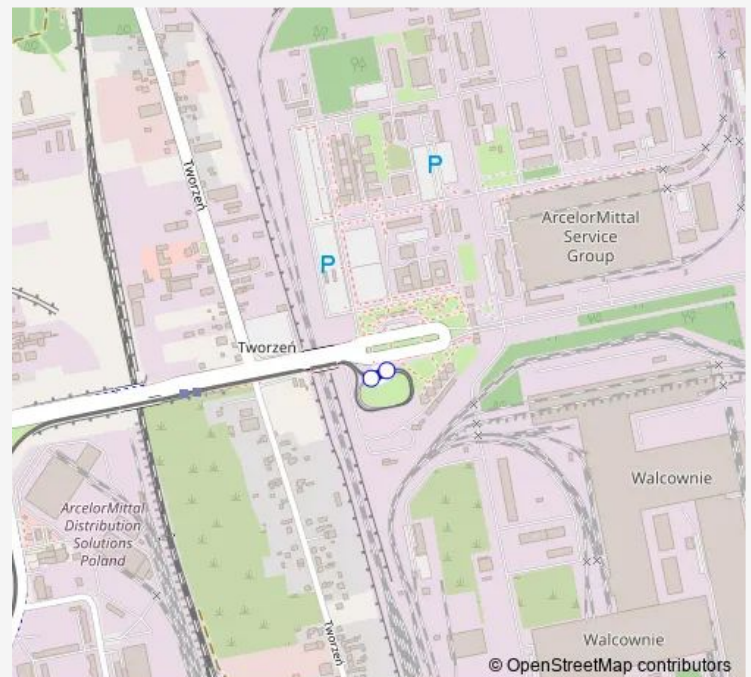 Tworzeń
P
ArcelorMittal
Service
Group
P
Tworzeń
Walcownie
ArcelorMittal
Distribution
Solutions
Poland
Tworzeń
Walcownie
© OpenStreetMap contributors